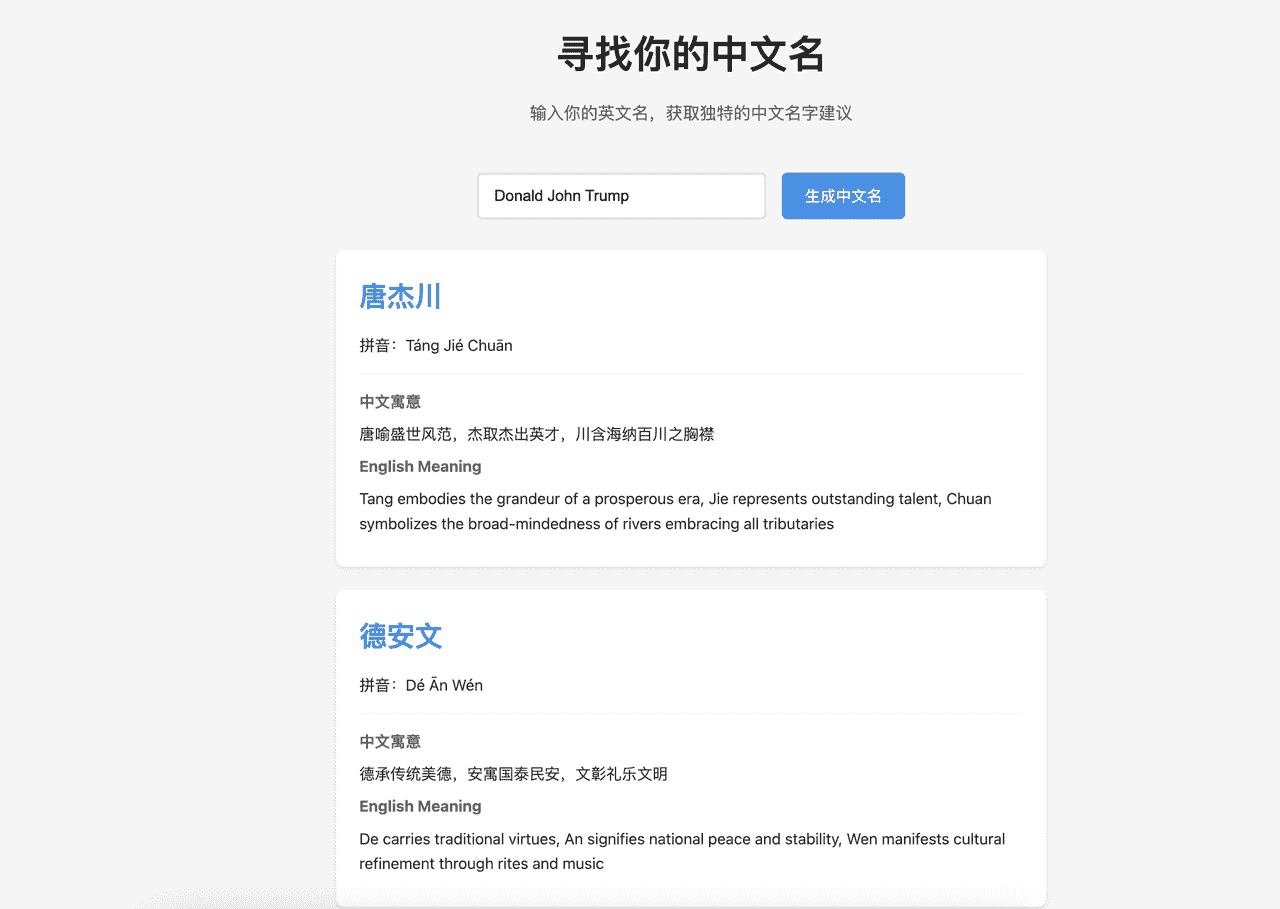 寻找你的中文名
输入你的英文名，获取独特的中文名字建议
Donald John Trump
生成中文名
唐杰川
拼音：Táng Jié Chuān
中文寓意
唐喻盛世风范，杰取杰出英才，川含海纳百川之胸襟
English Meaning
Tang embodies the grandeur of a prosperous era, Jie represents outstanding talent, Chuan
symbolizes the broad-mindedness of rivers embracing all tributaries
德安文
拼音：Dé Ān Wén
中文寓意
德承传统美德，安寓国泰民安，文彰礼乐文明
English Meaning
De carries traditional virtues, An signifies national peace and stability, Wen manifests cultural
refinement through rites and music